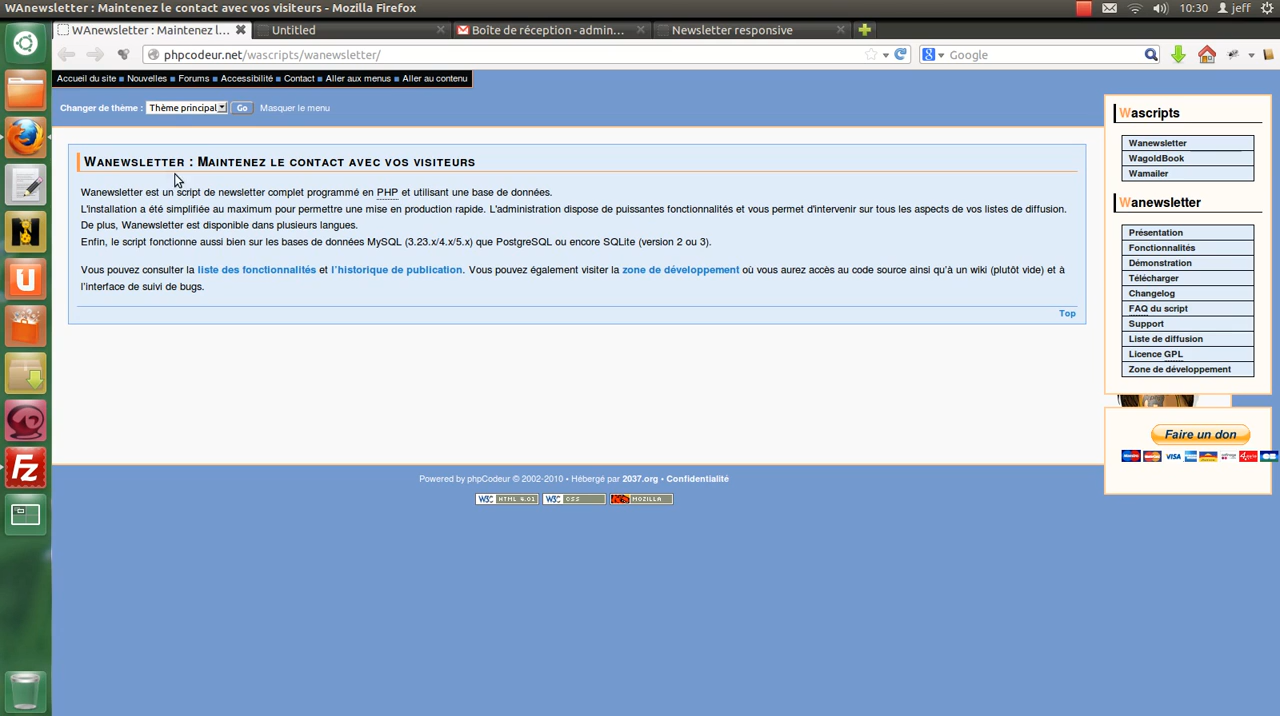 WAnewsletter : Maintenez le contact avec vos visiteurs - Mozilla Firefox
10:30 jeff
WAnewsletter : Maintenez l...
Untitled
Boîte de réception - admin...
Newsletter responsive
phpcodeur.net/wascripts/wanewsletter/
Google
Accueil du site Nouvelles Forums Accessibilité Contact Aller aux menus Aller au contenu
Changer de thème : Thème principal Go Masquer le menu
Wanewsletter : Maintenez le contact avec vos visiteurs
Wanewsletter est un script de newsletter complet programmé en PHP et utilisant une base de données.
L'installation a été simplifiée au maximum pour permettre une mise en production rapide. L'administration dispose de puissantes fonctionnalités et vous permet d'intervenir sur tous les aspects de vos listes de diffusion.
De plus, Wanewsletter est disponible dans plusieurs langues.
Enfin, le script fonctionne aussi bien sur les bases de données MySQL (3.23.x/4.x/5.x) que PostgreSQL ou encore SQLite (version 2 ou 3).
Vous pouvez consulter la liste des fonctionnalités et l'historique de publication. Vous pouvez également visiter la zone de développement où vous aurez accès au code source ainsi qu'à un wiki (plutôt vide) et à
l'interface de suivi de bugs.
Top
Wascripts
Wanewsletter
WagoldBook
Wamailer
Wanewsletter
Présentation
Fonctionnalités
Démonstration
Télécharger
Changelog
FAQ du script
Support
Liste de diffusion
Licence GPL
Zone de développement
Faire un don
VISA
Powered by phpCodeur © 2002-2010 • Hébergé par 2037.org • Confidentialité
W3C HTML 4.01 W3C CSS MOZILLA